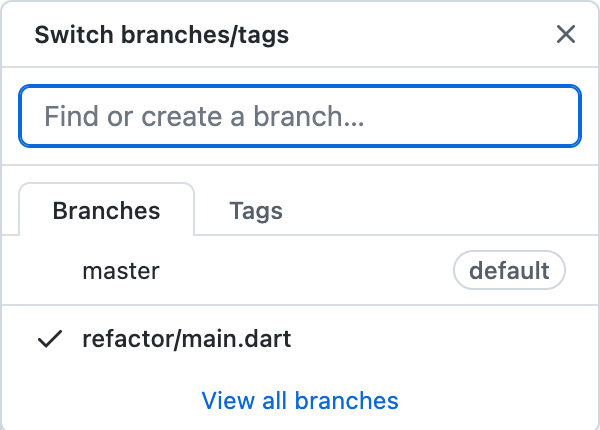 Switch branches/tags
Find or create a branch...
Branches Tags
master default
refactor/main.dart
View all branches